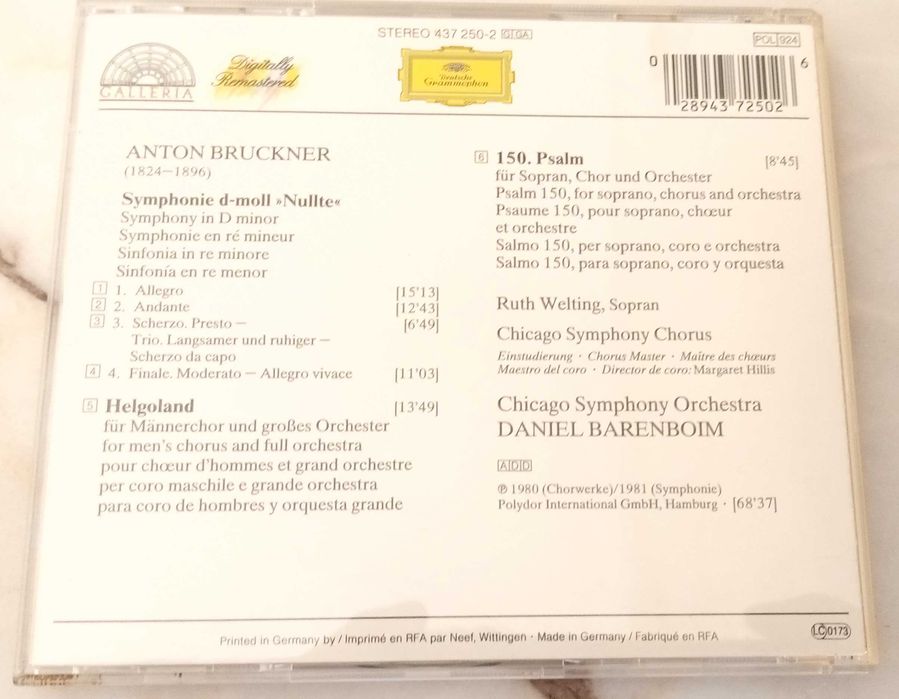 STEREO 437 250-2 GGA
POL 924
GALLERIA
Digitally
Remastered
Deutsche
Grammophon
0 28943 72502 6
ANTON BRUCKNER
(1824–1896)
Symphonie d-moll »Nullte«
Symphony in D minor
Symphonie en ré mineur
Sinfonia in re minore
Sinfonía en re menor
1 1. Allegro [15'13]
2 2. Andante [12'43]
3 3. Scherzo. Presto – [6'49]
Trio. Langsamer und ruhiger –
Scherzo da capo
4 4. Finale. Moderato – Allegro vivace [11'03]
5 Helgoland [13'49]
für Männerchor und großes Orchester
for men's chorus and full orchestra
pour chœur d'hommes et grand orchestre
per coro maschile e grande orchestra
para coro de hombres y orquesta grande
6 150. Psalm [8'45]
für Sopran, Chor und Orchester
Psalm 150, for soprano, chorus and orchestra
Psaume 150, pour soprano, chœur
et orchestre
Salmo 150, per soprano, coro e orchestra
Salmo 150, para soprano, coro y orquesta
Ruth Welting, Sopran
Chicago Symphony Chorus
Einstudierung · Chorus Master · Maître des chœurs
Maestro del coro · Director de coro: Margaret Hillis
Chicago Symphony Orchestra
DANIEL BARENBOIM
ADD
℗ 1980 (Chorwerke)/1981 (Symphonie)
Polydor International GmbH, Hamburg · [68'37]
Printed in Germany by / Imprimé en RFA par Neef, Wittingen · Made in Germany / Fabriqué en RFA
LC 0173